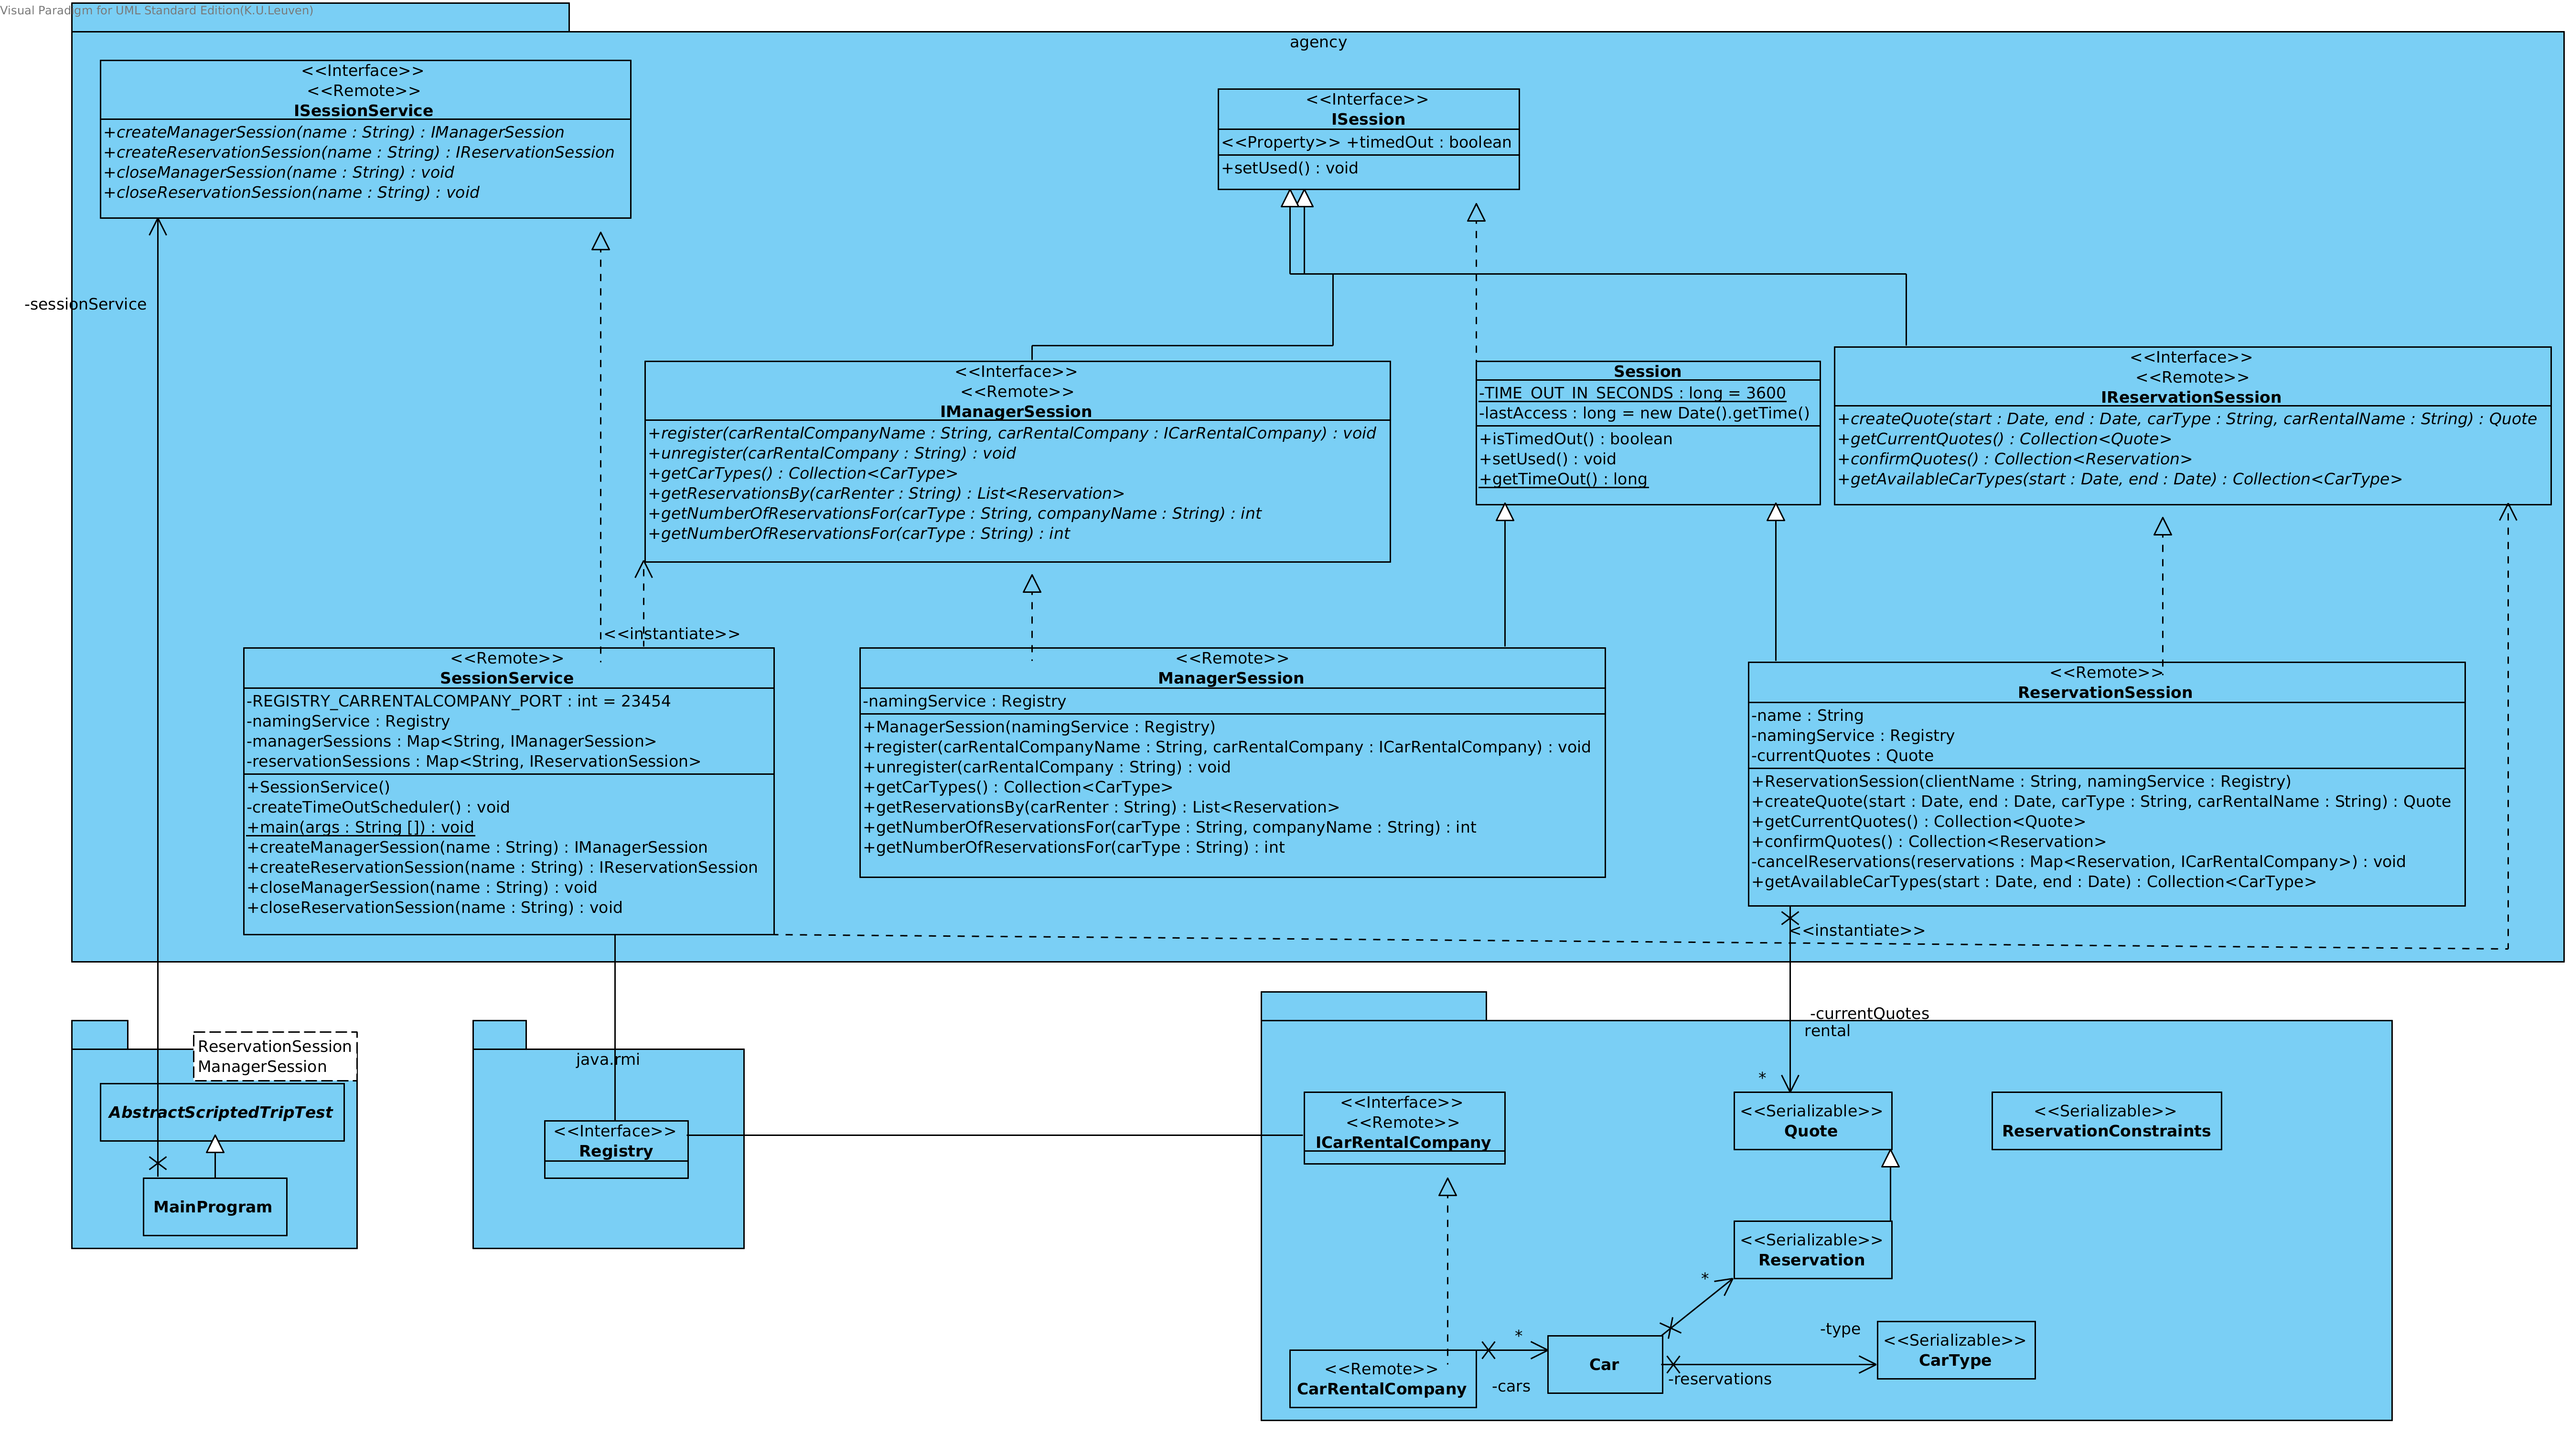 Visual Paradigm for UML Standard Edition(K.U.Leuven)
agency
<<Interface>>
<<Remote>>
ISessionService
+createManagerSession(name : String) : IManagerSession
+createReservationSession(name : String) : IReservationSession
+closeManagerSession(name : String) : void
+closeReservationSession(name : String) : void
<<Interface>>
ISession
<<Property>> +timedOut : boolean
+setUsed() : void
-sessionService
<<Interface>>
<<Remote>>
IManagerSession
+register(carRentalCompanyName : String, carRentalCompany : ICarRentalCompany) : void
+unregister(carRentalCompany : String) : void
+getCarTypes() : Collection<CarType>
+getReservationsBy(carRenter : String) : List<Reservation>
+getNumberOfReservationsFor(carType : String, companyName : String) : int
+getNumberOfReservationsFor(carType : String) : int
Session
-TIME_OUT_IN_SECONDS : long = 3600
-lastAccess : long = new Date().getTime()
+isTimedOut() : boolean
+setUsed() : void
+getTimeOut() : long
<<Interface>>
<<Remote>>
IReservationSession
+createQuote(start : Date, end : Date, carType : String, carRentalName : String) : Quote
+getCurrentQuotes() : Collection<Quote>
+confirmQuotes() : Collection<Reservation>
+getAvailableCarTypes(start : Date, end : Date) : Collection<CarType>
<<instantiate>>
<<Remote>>
SessionService
-REGISTRY_CARRENTALCOMPANY_PORT : int = 23454
-namingService : Registry
-managerSessions : Map<String, IManagerSession>
-reservationSessions : Map<String, IReservationSession>
+SessionService()
-createTimeOutScheduler() : void
+main(args : String []) : void
+createManagerSession(name : String) : IManagerSession
+createReservationSession(name : String) : IReservationSession
+closeManagerSession(name : String) : void
+closeReservationSession(name : String) : void
<<Remote>>
ManagerSession
-namingService : Registry
+ManagerSession(namingService : Registry)
+register(carRentalCompanyName : String, carRentalCompany : ICarRentalCompany) : void
+unregister(carRentalCompany : String) : void
+getCarTypes() : Collection<CarType>
+getReservationsBy(carRenter : String) : List<Reservation>
+getNumberOfReservationsFor(carType : String, companyName : String) : int
+getNumberOfReservationsFor(carType : String) : int
<<Remote>>
ReservationSession
-name : String
-namingService : Registry
-currentQuotes : Quote
+ReservationSession(clientName : String, namingService : Registry)
+createQuote(start : Date, end : Date, carType : String, carRentalName : String) : Quote
+getCurrentQuotes() : Collection<Quote>
+confirmQuotes() : Collection<Reservation>
-cancelReservations(reservations : Map<Reservation, ICarRentalCompany>) : void
+getAvailableCarTypes(start : Date, end : Date) : Collection<CarType>
<<instantiate>>
-currentQuotes
rental
*
ReservationSession
ManagerSession
AbstractScriptedTripTest
MainProgram
java.rmi
<<Interface>>
Registry
<<Interface>>
<<Remote>>
ICarRentalCompany
<<Serializable>>
Quote
<<Serializable>>
ReservationConstraints
<<Serializable>>
Reservation
*
-type
*
<<Remote>>
CarRentalCompany
-cars
Car
-reservations
<<Serializable>>
CarType